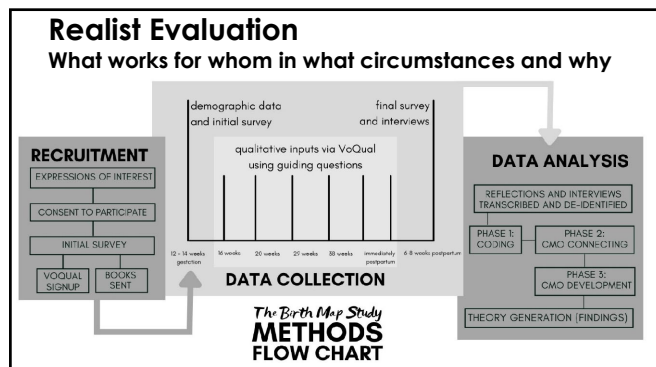 Realist Evaluation
What works for whom in what circumstances and why
RECRUITMENT
EXPRESSIONS OF INTEREST
CONSENT TO PARTICIPATE
INITIAL SURVEY
VOQUAL
SIGNUP
BOOKS
SENT
demographic data
and initial survey
final survey
and interviews
qualitative inputs via VoQual
using guiding questions
12 - 14 weeks
gestation
16 weeks
20 weeks
29 weeks
38 weeks
immediately
postpartum
6-8 weeks postpartum
DATA COLLECTION
DATA ANALYSIS
REFLECTIONS AND INTERVIEWS
TRANSCRIBED AND DE-IDENTIFIED
PHASE 1:
CODING
PHASE 2:
CMO CONNECTING
PHASE 3:
CMO DEVELOPMENT
THEORY GENERATION (FINDINGS)
The Birth Map Study
METHODS
FLOW CHART